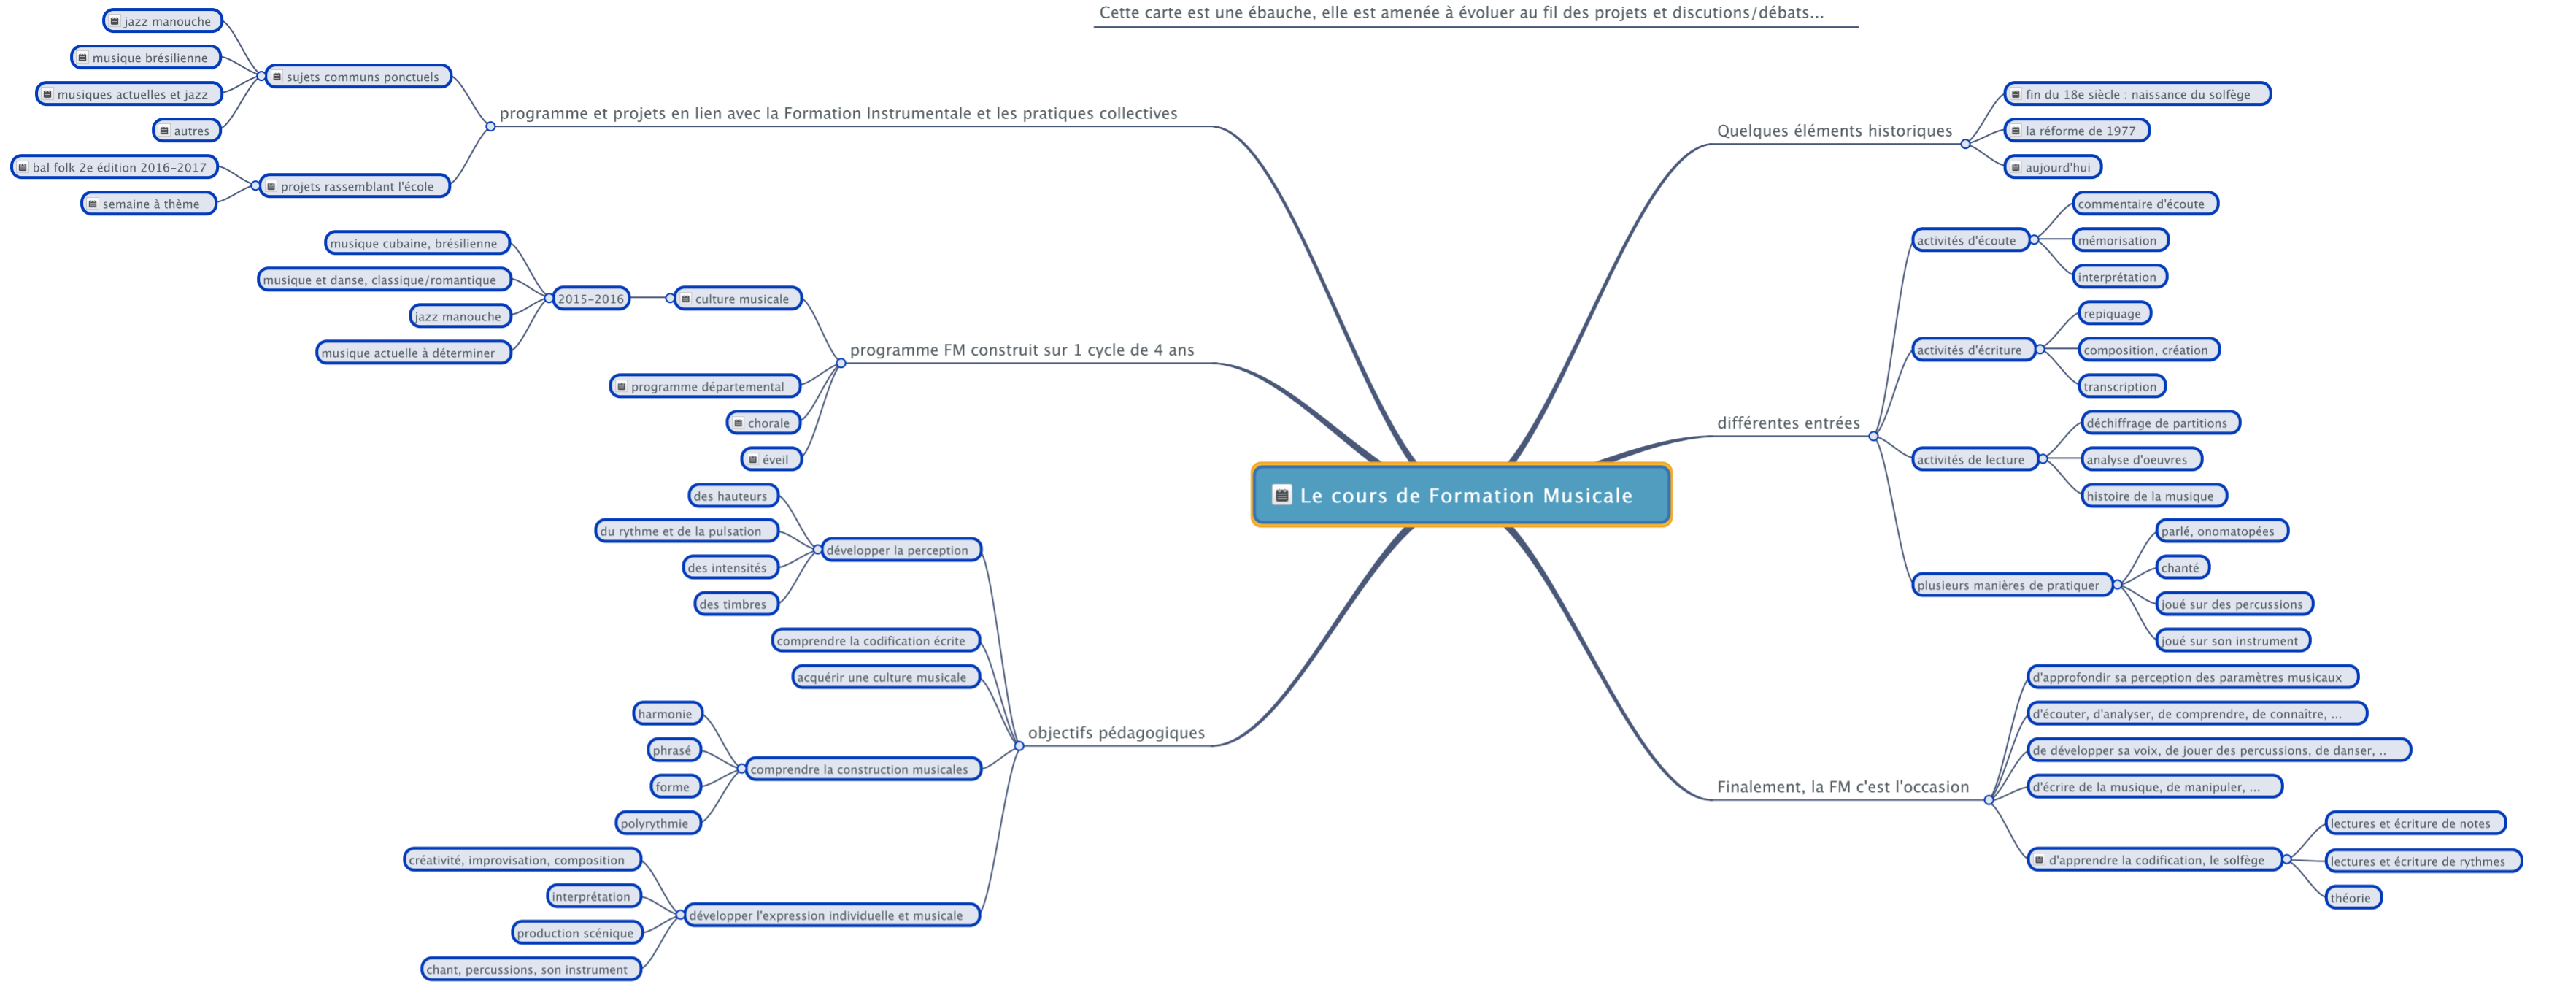 Cette carte est une ébauche, elle est amenée à évoluer au fil des projets et discutions/débats...
Le cours de Formation Musicale
programme et projets en lien avec la Formation Instrumentale et les pratiques collectives
sujets communs ponctuels
jazz manouche
musique brésilienne
musiques actuelles et jazz
autres
projets rassemblant l'école
bal folk 2e édition 2016-2017
semaine à thème
programme FM construit sur 1 cycle de 4 ans
culture musicale
2015-2016
musique cubaine, brésilienne
musique et danse, classique/romantique
jazz manouche
musique actuelle à déterminer
programme départemental
chorale
éveil
objectifs pédagogiques
développer la perception
des hauteurs
du rythme et de la pulsation
des intensités
des timbres
comprendre la codification écrite
acquérir une culture musicale
comprendre la construction musicales
harmonie
phrasé
forme
polyrythmie
développer l'expression individuelle et musicale
créativité, improvisation, composition
interprétation
production scénique
chant, percussions, son instrument
Quelques éléments historiques
fin du 18e siècle : naissance du solfège
la réforme de 1977
aujourd'hui
différentes entrées
activités d'écoute
commentaire d'écoute
mémorisation
interprétation
activités d'écriture
repiquage
composition, création
transcription
activités de lecture
déchiffrage de partitions
analyse d'oeuvres
histoire de la musique
plusieurs manières de pratiquer
parlé, onomatopées
chanté
joué sur des percussions
joué sur son instrument
Finalement, la FM c'est l'occasion
d'approfondir sa perception des paramètres musicaux
d'écouter, d'analyser, de comprendre, de connaître, ...
de développer sa voix, de jouer des percussions, de danser, ..
d'écrire de la musique, de manipuler, ...
d'apprendre la codification, le solfège
lectures et écriture de notes
lectures et écriture de rythmes
théorie